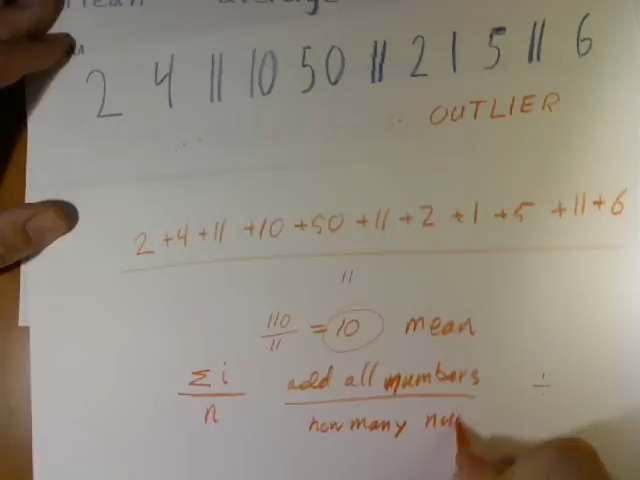 average
2 4 11 10 50 11 2 1 5 11 6
OUTLIER
2 +4 +11 +10 +50 +11 +2 +1 +5 +11 +6
11
110
11
= 10 mean
Σ i
n
add all numbers
how many
÷